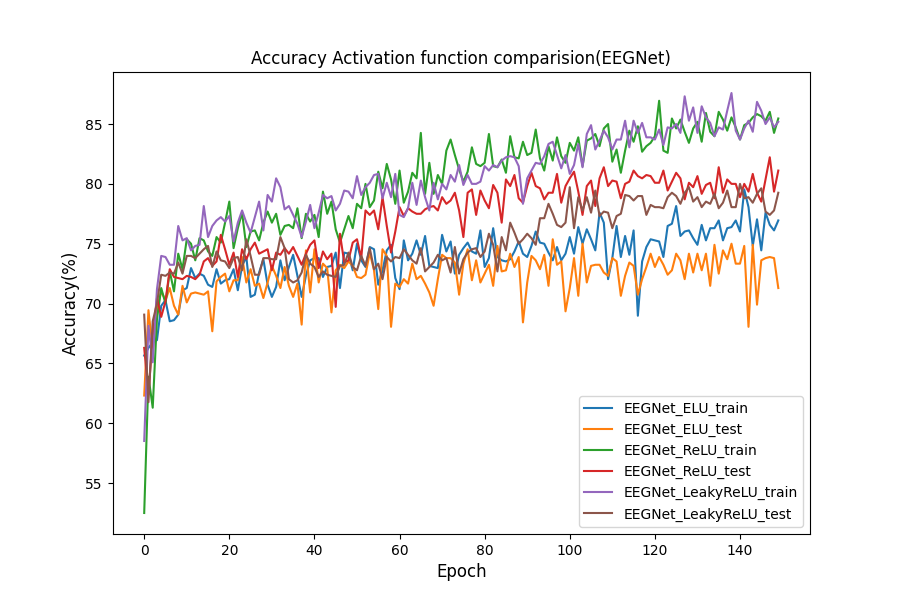 Accuracy Activation function comparision(EEGNet)
Accuracy(%)
85
80
75
70
65
60
55
0 20 40 60 80 100 120 140
Epoch
EEGNet_ELU_train
EEGNet_ELU_test
EEGNet_ReLU_train
EEGNet_ReLU_test
EEGNet_LeakyReLU_train
EEGNet_LeakyReLU_test